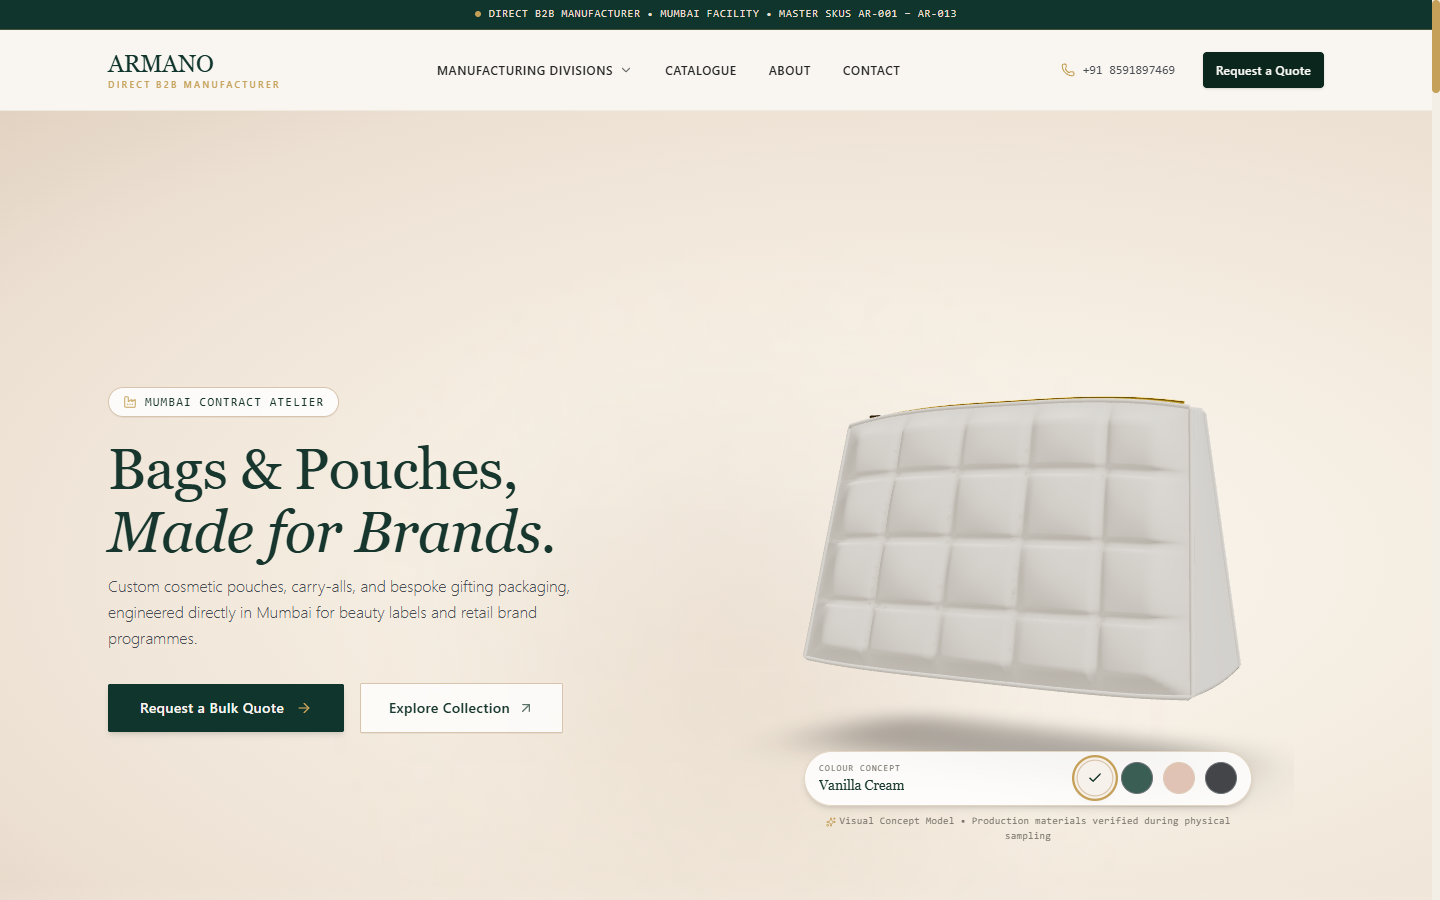 DIRECT B2B MANUFACTURER • MUMBAI FACILITY • MASTER SKUS AR-001 – AR-013
ARMANO
DIRECT B2B MANUFACTURER
MANUFACTURING DIVISIONS
CATALOGUE
ABOUT
CONTACT
+91 8591897469
Request a Quote
MUMBAI CONTRACT ATELIER
Bags & Pouches,
Made for Brands.
Custom cosmetic pouches, carry-alls, and bespoke gifting packaging,
engineered directly in Mumbai for beauty labels and retail brand
programmes.
Request a Bulk Quote
Explore Collection
COLOUR CONCEPT
Vanilla Cream
Visual Concept Model • Production materials verified during physical
sampling